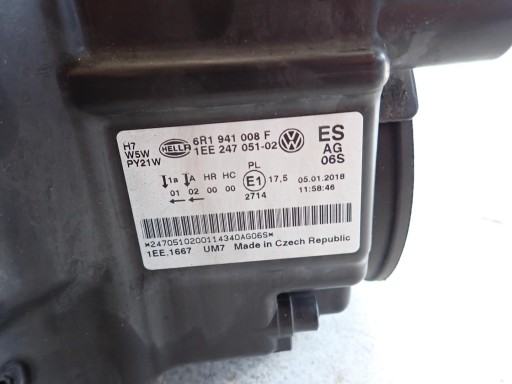 H7
W5W
PY21W
HELLA
6R1 941 008 F
1EE 247 051-02
ES
AG
06S
1a A HR HC PL
01 02 00 00 E1 17,5
2714
05.01.2018
11:58:46
*2470510200114340AG06S*
1EE.1667 UM7 Made in Czech Republic